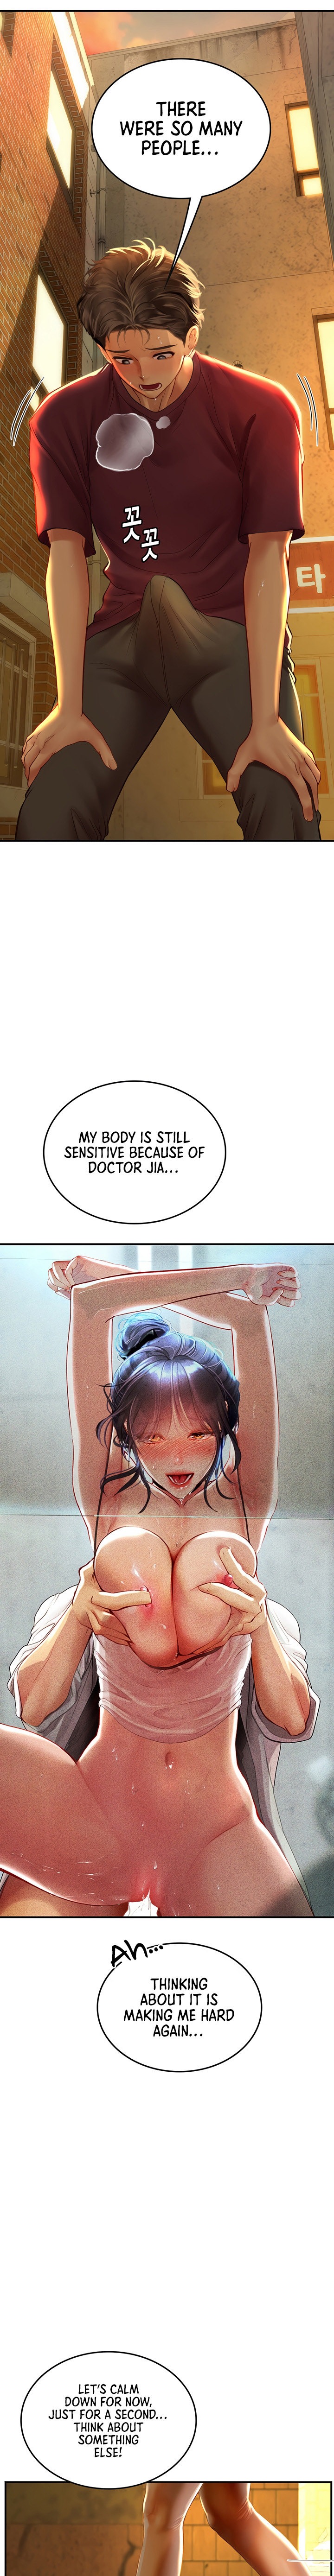 THERE
WERE SO MANY
PEOPLE...
꼿
꼿
타
MY BODY IS STILL
SENSITIVE BECAUSE OF
DOCTOR JIA...
AH...
THINKING
ABOUT IT IS
MAKING ME HARD
AGAIN...
LET'S CALM
DOWN FOR NOW,
JUST FOR A SECOND...
THINK ABOUT
SOMETHING
ELSE!